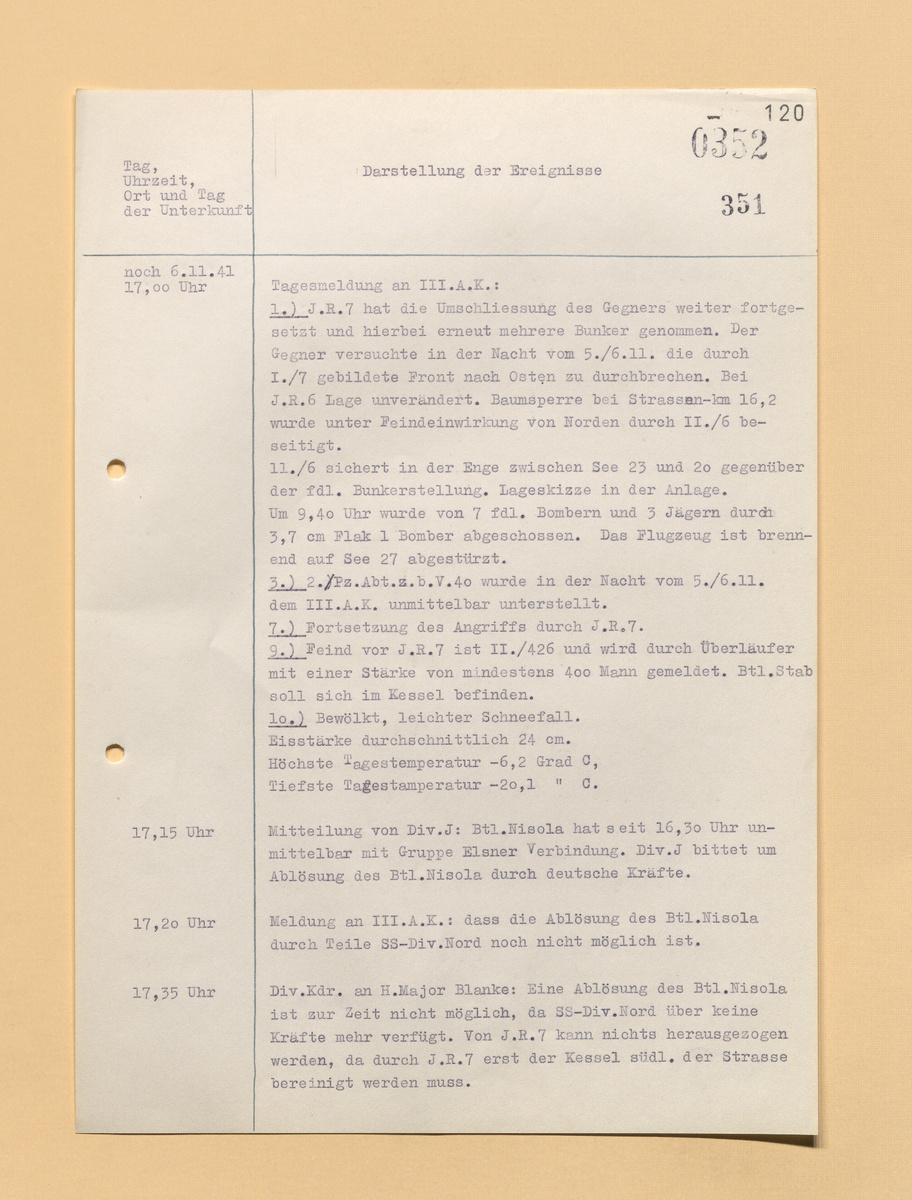 120
0352
351
Tag,
Uhrzeit,
Ort und Tag
der Unterkunft
Darstellung der Ereignisse
noch 6.11.41
17,oo Uhr
Tagesmeldung an III.A.K.:
1.) J.R.7 hat die Umschliessung des Gegners weiter fortge-
setzt und hierbei erneut mehrere Bunker genommen. Der
Gegner versuchte in der Nacht vom 5./6.11. die durch
I./7 gebildete Front nach Osten zu durchbrechen. Bei
J.R.6 Lage unverändert. Baumsperre bei Strassen-km 16,2
wurde unter Feindeinwirkung von Norden durch II./6 be-
seitigt.
11./6 sichert in der Enge zwischen See 23 und 2o gegenüber
der fdl. Bunkerstellung. Lageskizze in der Anlage.
Um 9,4o Uhr wurde von 7 fdl. Bombern und 3 Jägern durch
3,7 cm Flak 1 Bomber abgeschossen. Das Flugzeug ist brenn-
end auf See 27 abgestürzt.
3.) 2./Pz.Abt.z.b.V.4o wurde in der Nacht vom 5./6.11.
dem III.A.K. unmittelbar unterstellt.
7.) Fortsetzung des Angriffs durch J.R.7.
9.) Feind vor J.R.7 ist II./426 und wird durch Überläufer
mit einer Stärke von mindestens 4oo Mann gemeldet. Btl.Stab
soll sich im Kessel befinden.
1o.) Bewölkt, leichter Schneefall.
Eisstärke durchschnittlich 24 cm.
Höchste Tagestemperatur -6,2 Grad C,
Tiefste Tagestamperatur -2o,1 " C.
17,15 Uhr
Mitteilung von Div.J: Btl.Nisola hat seit 16,3o Uhr un-
mittelbar mit Gruppe Elsner Verbindung. Div.J bittet um
Ablösung des Btl.Nisola durch deutsche Kräfte.
17,2o Uhr
Meldung an III.A.K.: dass die Ablösung des Btl.Nisola
durch Teile SS-Div.Nord noch nicht möglich ist.
17,35 Uhr
Div.Kdr. an H.Major Blanke: Eine Ablösung des Btl.Nisola
ist zur Zeit nicht möglich, da SS-Div.Nord über keine
Kräfte mehr verfügt. Von J.R.7 kann nichts herausgezogen
werden, da durch J.R.7 erst der Kessel südl. der Strasse
bereinigt werden muss.